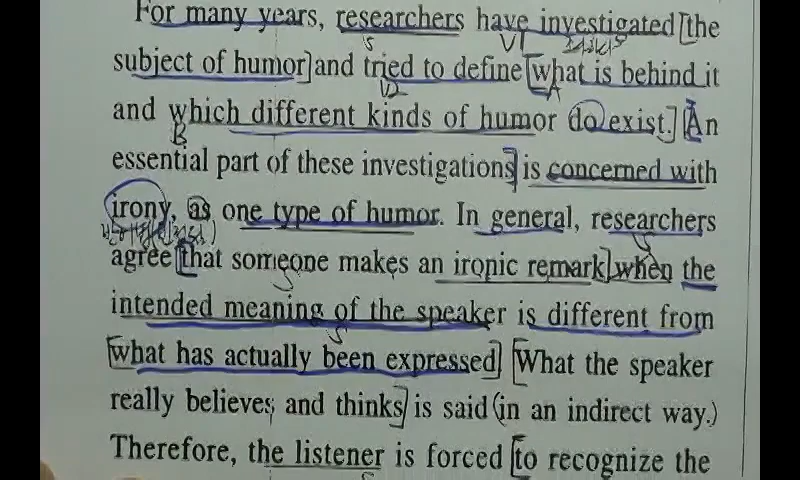 For many years, researchers have investigated [the
subject of humor] and tried to define [what is behind it
and which different kinds of humor do exist.] [An
essential part of these investigations] is concerned with
irony, as one type of humor. In general, researchers
agree [that someone makes an ironic remark] when the
intended meaning of the speaker is different from
[what has actually been expressed] [What the speaker
really believes and thinks] is said (in an indirect way.)
Therefore, the listener is forced [to recognize the